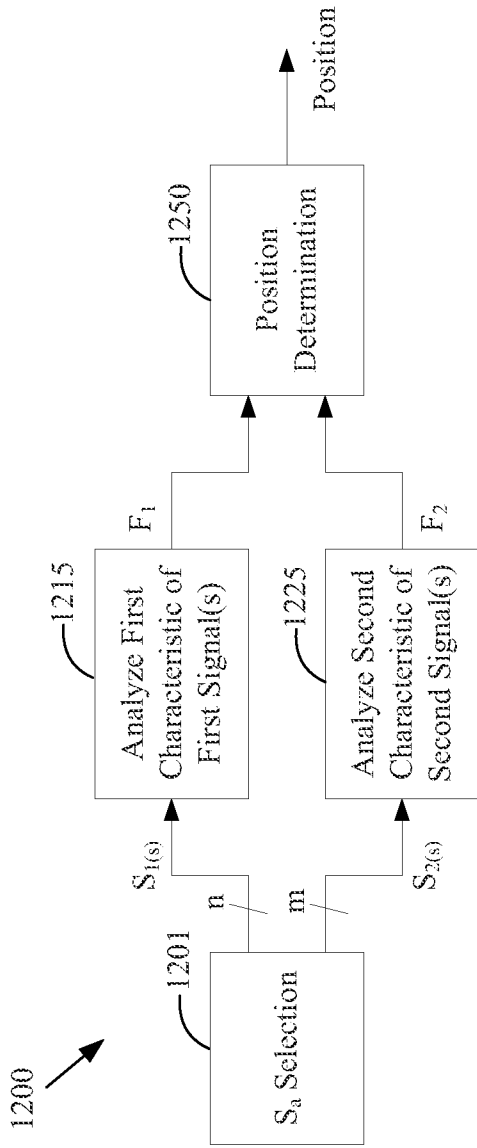 1200
1201
Sa Selection
n
m
S1(s)
S2(s)
1215
Analyze First
Characteristic of
First Signal(s)
1225
Analyze Second
Characteristic of
Second Signal(s)
F1
F2
1250
Position
Determination
Position